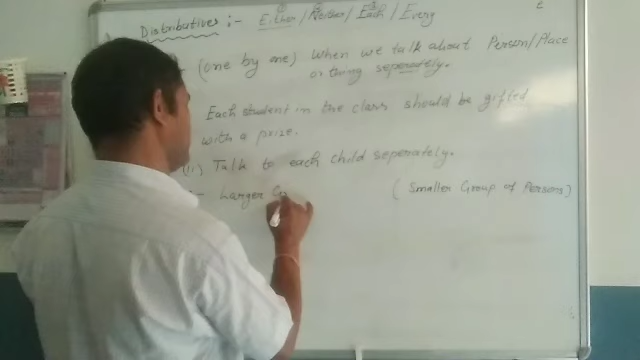 Distributives :- Either / Neither / Each / Every
- (one by one) when we talk about Person/Place
or thing seperately.
Each student in the class should be gifted
with a prize.
(ii) Talk to each child seperately.
:- Larger Gr (Smaller Group of Persons)